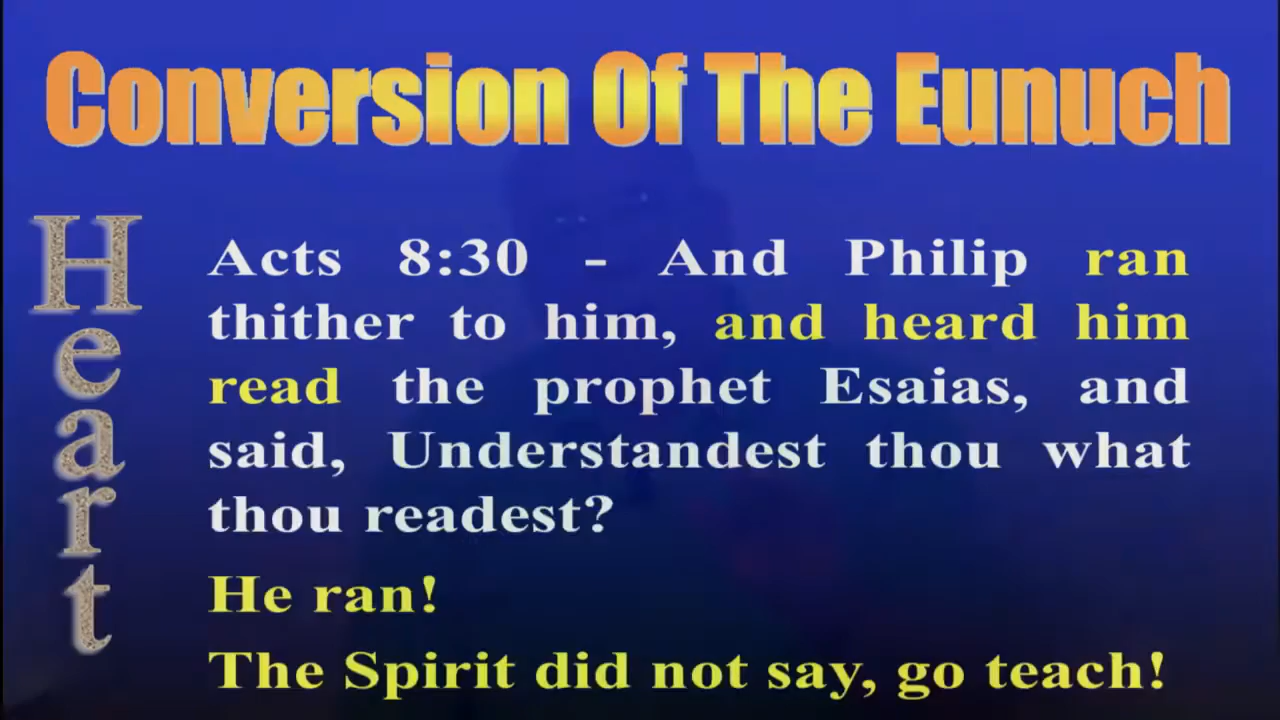 Conversion Of The Eunuch
Heart
Acts 8:30 - And Philip ran
thither to him, and heard him
read the prophet Esaias, and
said, Understandest thou what
thou readest?
He ran!
The Spirit did not say, go teach!